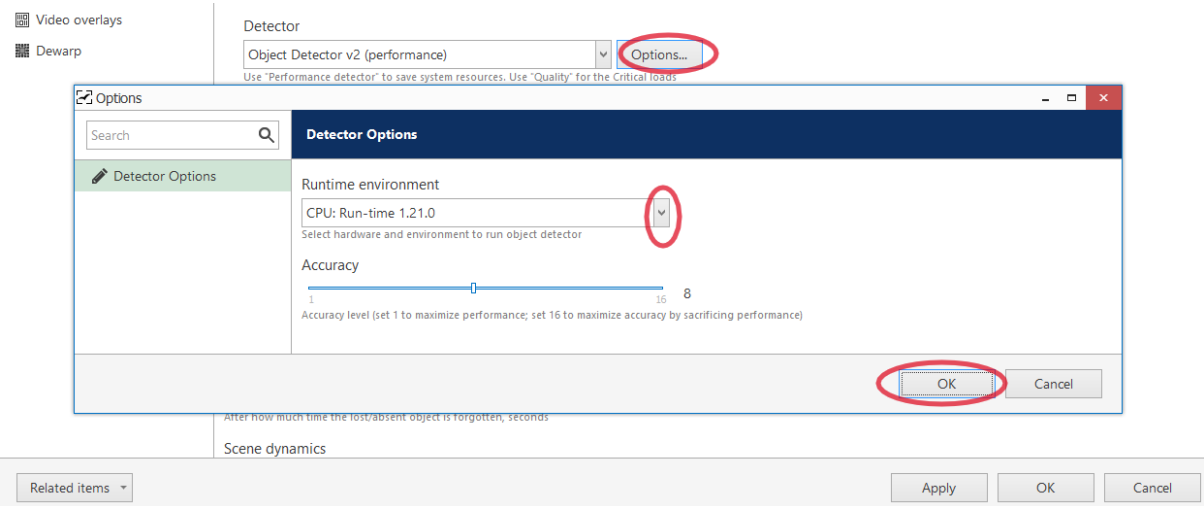 Video overlays
Dewarp
Detector
Object Detector v2 (performance)
Options...
Use "Performance detector" to save system resources. Use "Quality" for the Critical loads
Options
Search
Detector Options
Detector Options
Runtime environment
CPU: Run-time 1.21.0
Select hardware and environment to run object detector
Accuracy
1
16
8
Accuracy level (set 1 to maximize performance; set 16 to maximize accuracy by sacrificing performance)
OK
Cancel
After how much time the lost/absent object is forgotten, seconds
Scene dynamics
Related items
Apply
OK
Cancel